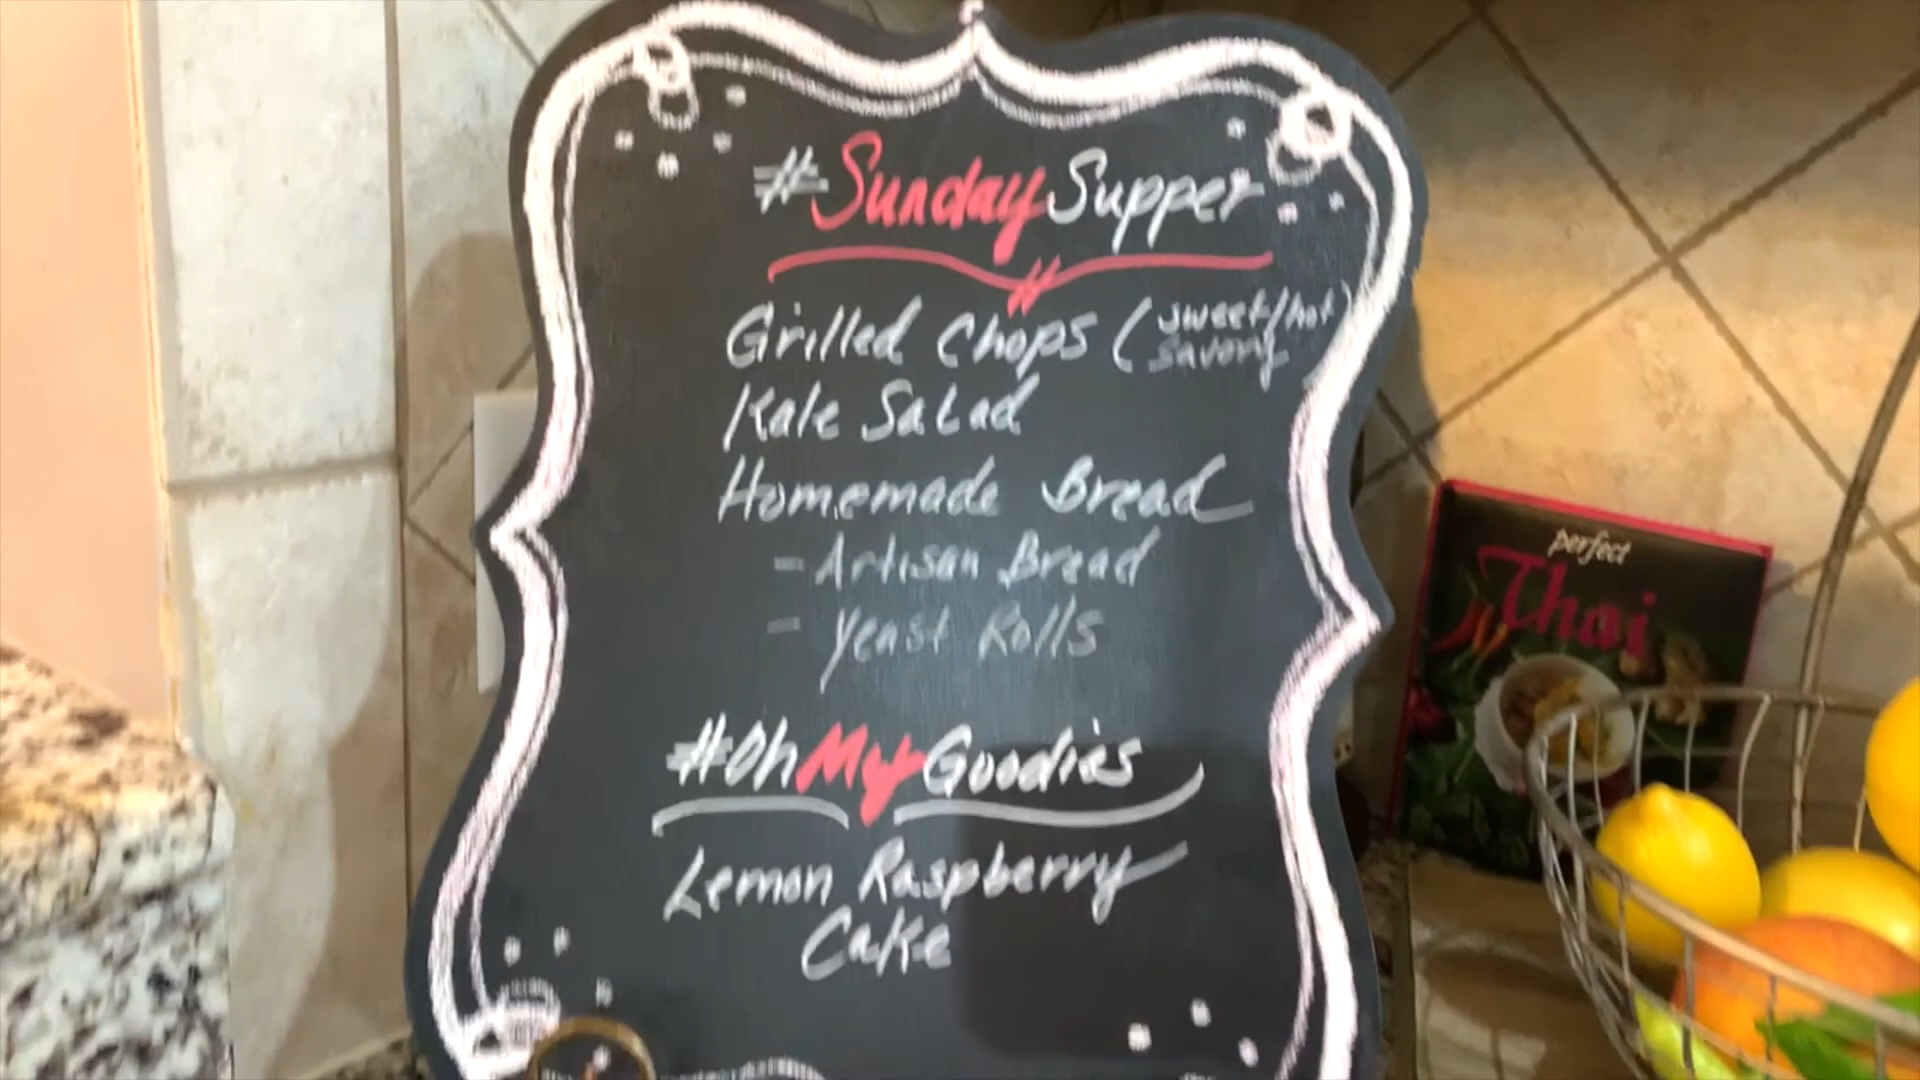 #SundaySupper
Grilled Chops (sweet/hot)
savory
Kale Salad
Homemade Bread
- Artisan Bread
- Yeast Rolls
#OhMyGoodies
Lemon Raspberry
Cake
perfect
Thai